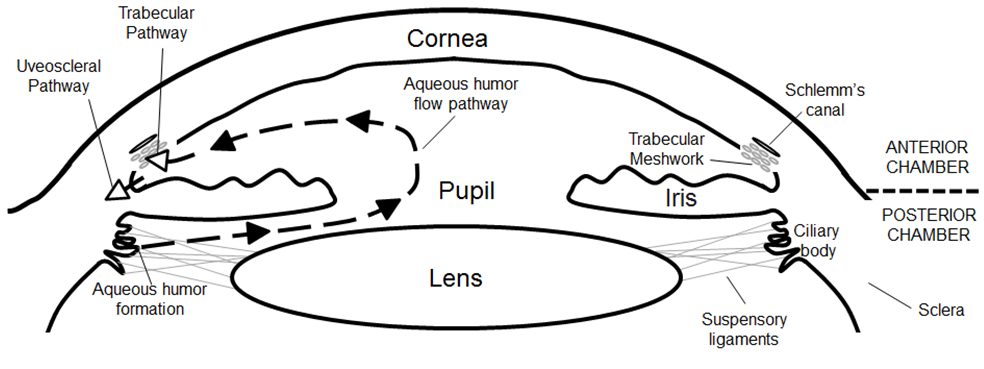 Trabecular
Pathway
Uveoscleral
Pathway
Cornea
Aqueous humor
flow pathway
Schlemm's
canal
Trabecular
Meshwork
ANTERIOR
CHAMBER
Pupil
Iris
POSTERIOR
CHAMBER
Ciliary
body
Lens
Aqueous humor
formation
Suspensory
ligaments
Sclera